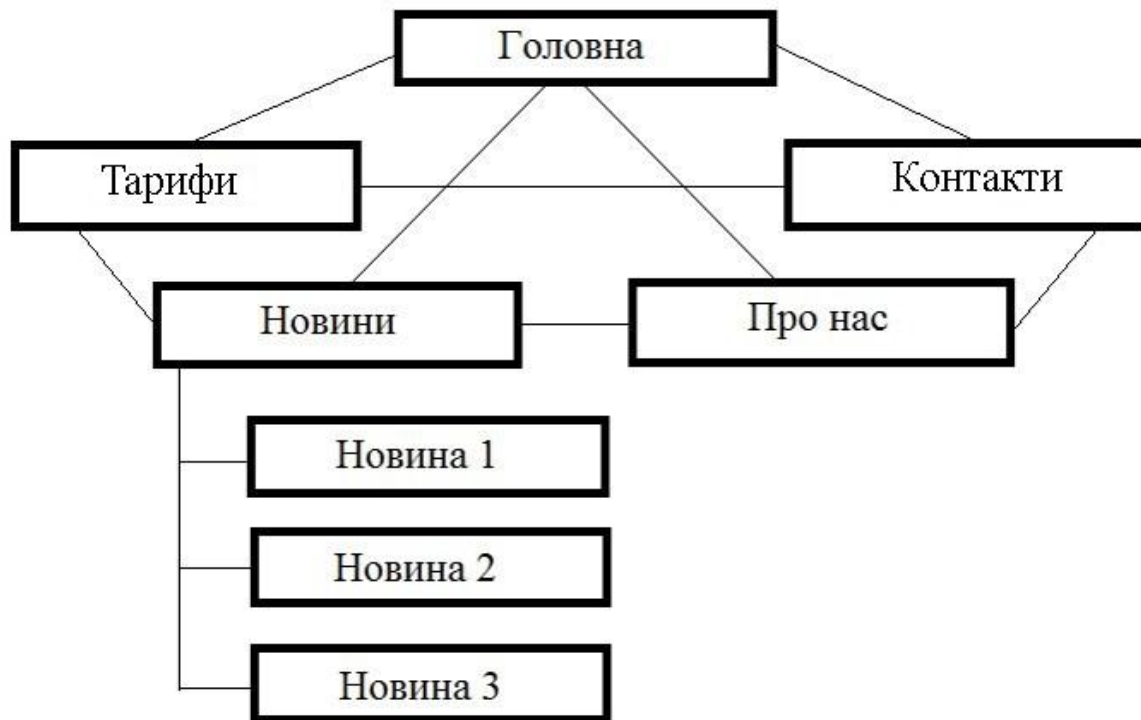 Головна
Тарифи
Контакти
Новини
Про нас
Новина 1
Новина 2
Новина 3